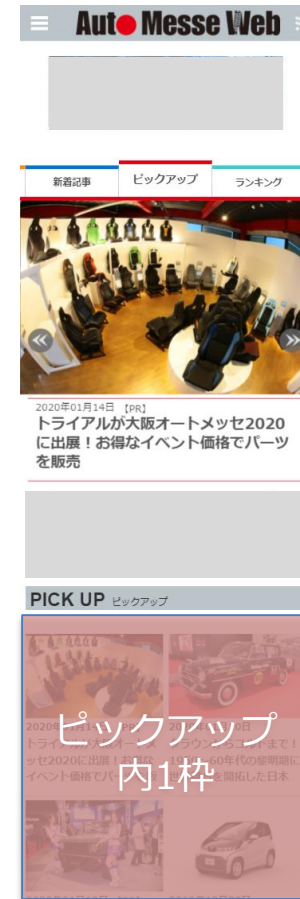 Aut Messe Web
新着記事
ピックアップ
ランキング
2020年01月14日 【PR】
トライアルが大阪オートメッセ2020
に出展！お得なイベント価格でパーツ
を販売
PICK UP ピックアップ
ピックアップ
内1枠